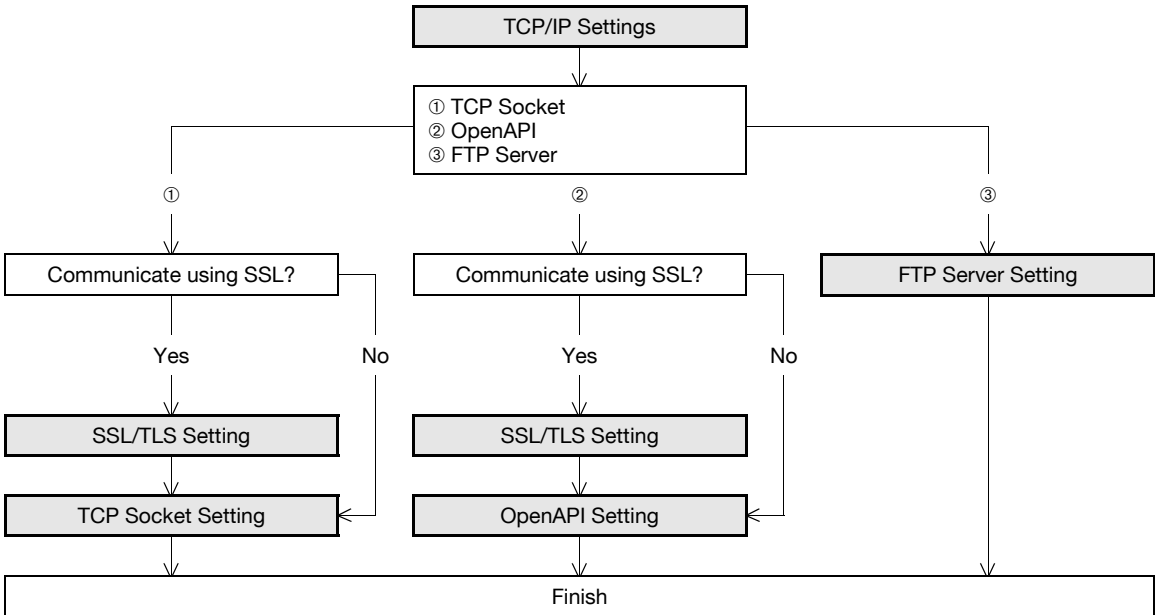 TCP/IP Settings
① TCP Socket
② OpenAPI
③ FTP Server
①
②
③
Communicate using SSL?
Communicate using SSL?
FTP Server Setting
Yes
No
Yes
No
SSL/TLS Setting
SSL/TLS Setting
TCP Socket Setting
OpenAPI Setting
Finish